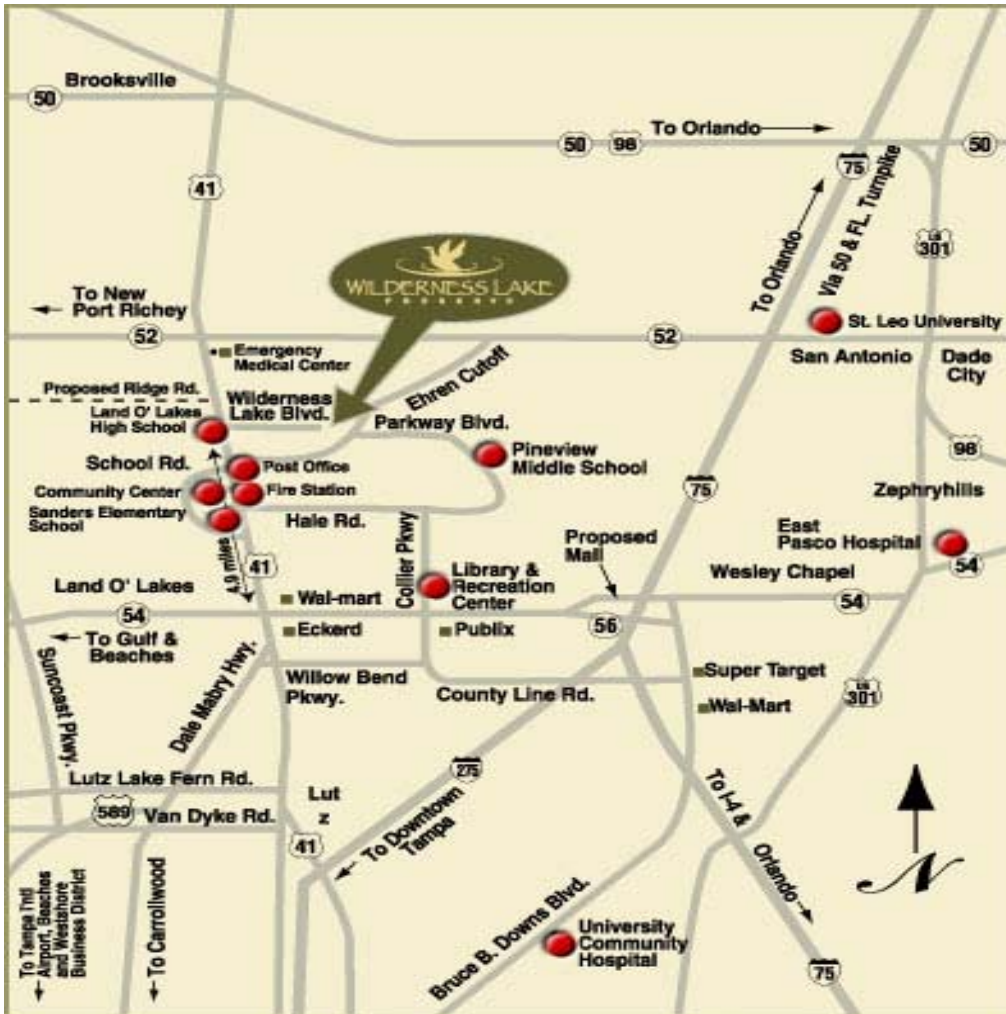 Brooksville
50
To Orlando
50
98
50
75
41
US
301
To Orlando
Via 50 & FL. Turnpike
WILDERNESS LAKE
PRESERVE
To New
Port Richey
52
52
St. Leo University
San Antonio
Dade
City
Emergency
Medical Center
Ehren Cutoff
Proposed Ridge Rd.
Wilderness
Lake Blvd.
Land O' Lakes
High School
Parkway Blvd.
Pineview
Middle School
98
School Rd.
Post Office
Community Center
Fire Station
Sanders Elementary
School
75
Zephryhills
Hale Rd.
Collier Pkwy
4.9 miles
41
Proposed
Mall
East
Pasco Hospital
54
Wesley Chapel
Library &
Recreation
Center
Land O' Lakes
54
Wal-mart
54
Eckerd
Publix
56
To Gulf &
Beaches
Suncoast Pkwy.
Dale Mabry Hwy.
Willow Bend
Pkwy.
County Line Rd.
Super Target
Wal-Mart
US
301
Lutz Lake Fern Rd.
275
589
Van Dyke Rd.
Lut
z
41
To Downtown
Tampa
To I-4 &
Orlando
N
To Tampa I'ntl
Airport, Beaches
and Westshore
Business District
To Carrollwood
Bruce B. Downs Blvd.
University
Community
Hospital
75